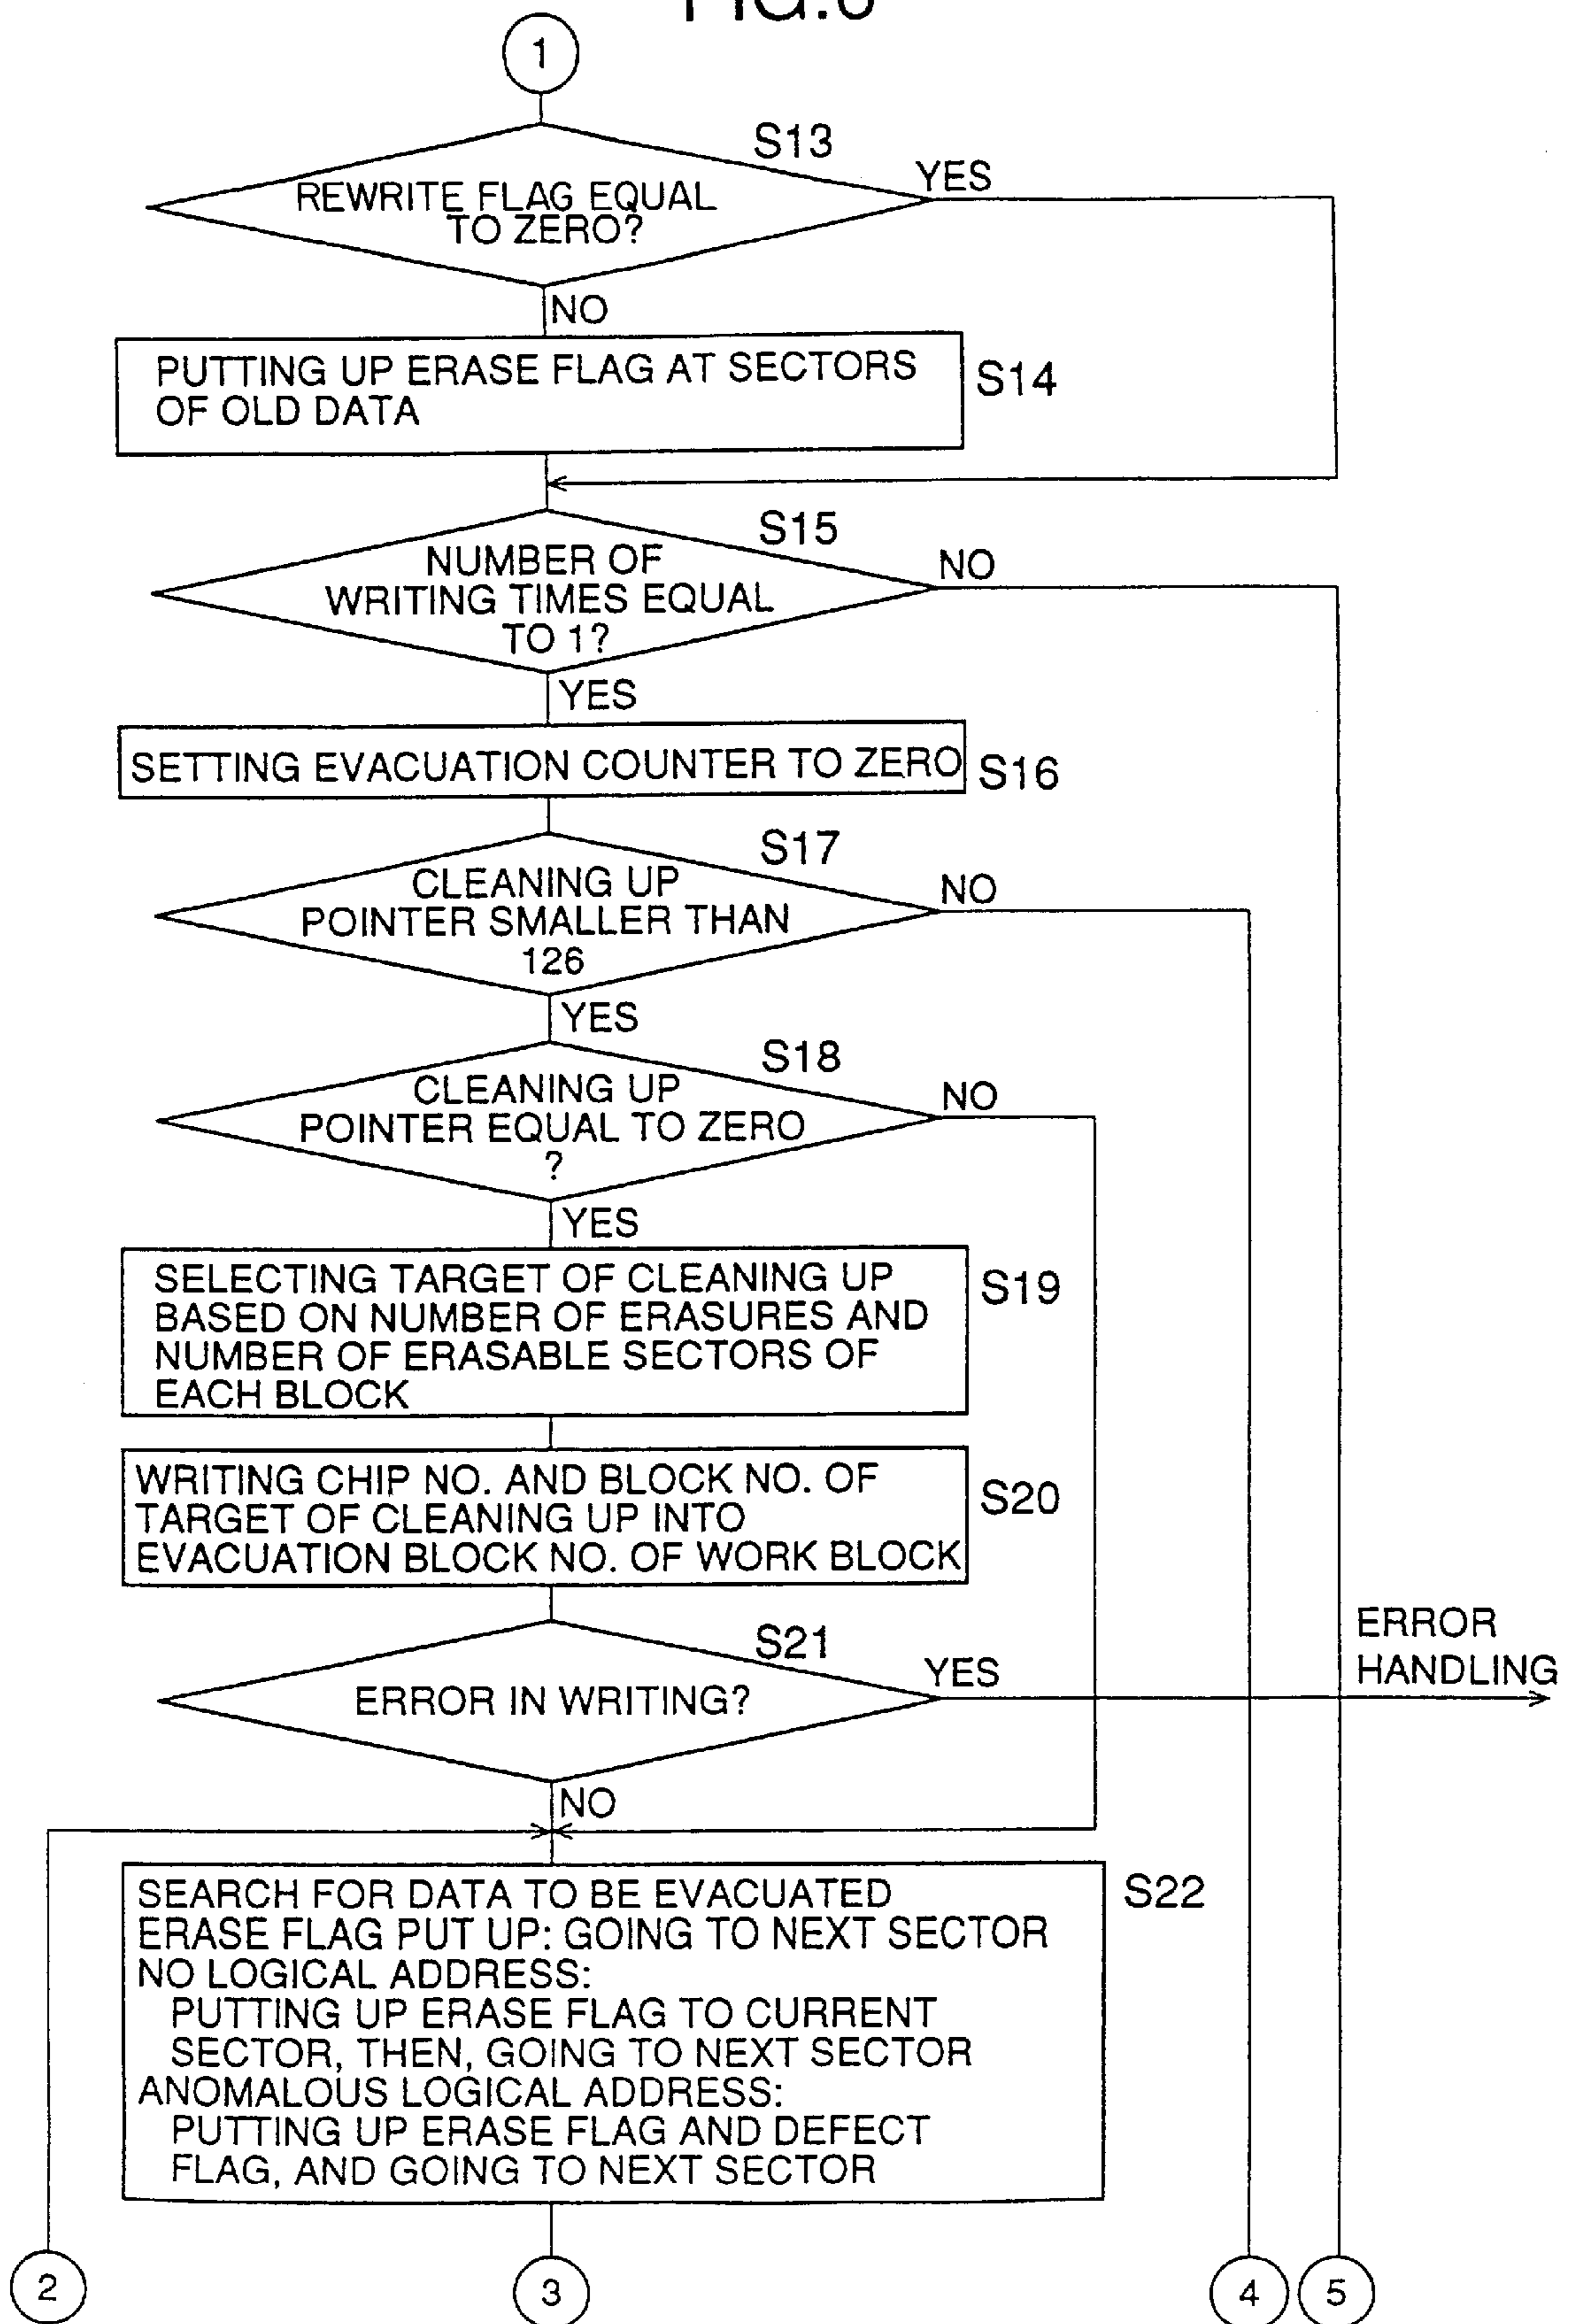 1
S13
YES
REWRITE FLAG EQUAL
TO ZERO?
NO
PUTTING UP ERASE FLAG AT SECTORS
OF OLD DATA
S14
S15
NO
NUMBER OF
WRITING TIMES EQUAL
TO 1?
YES
SETTING EVACUATION COUNTER TO ZERO
S16
S17
NO
CLEANING UP
POINTER SMALLER THAN
126
YES
S18
NO
CLEANING UP
POINTER EQUAL TO ZERO
?
YES
SELECTING TARGET OF CLEANING UP
BASED ON NUMBER OF ERASURES AND
NUMBER OF ERASABLE SECTORS OF
EACH BLOCK
S19
WRITING CHIP NO. AND BLOCK NO. OF
TARGET OF CLEANING UP INTO
EVACUATION BLOCK NO. OF WORK BLOCK
S20
S21
YES
ERROR IN WRITING?
ERROR
HANDLING
NO
SEARCH FOR DATA TO BE EVACUATED
ERASE FLAG PUT UP: GOING TO NEXT SECTOR
NO LOGICAL ADDRESS:
PUTTING UP ERASE FLAG TO CURRENT
SECTOR, THEN, GOING TO NEXT SECTOR
ANOMALOUS LOGICAL ADDRESS:
PUTTING UP ERASE FLAG AND DEFECT
FLAG, AND GOING TO NEXT SECTOR
S22
2
3
4
5